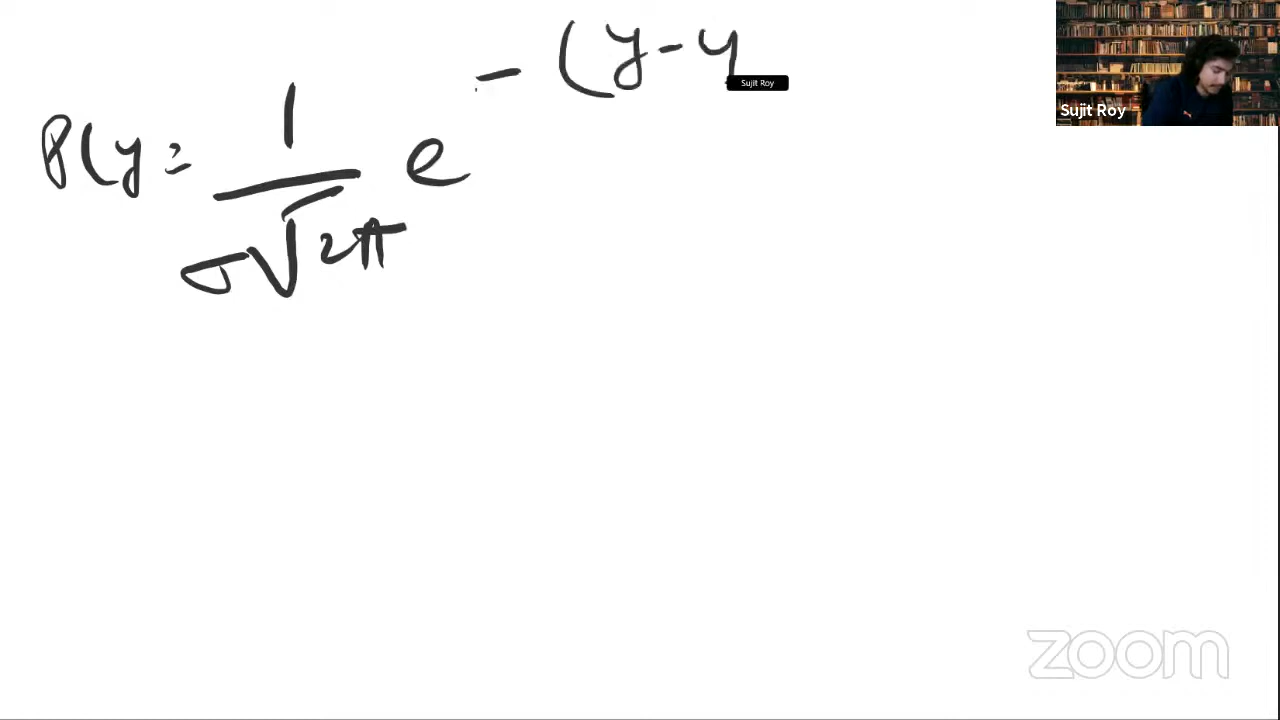 P(y = 1 / σ√2π e - (y - y
Sujit Roy
Sujit Roy
zoom